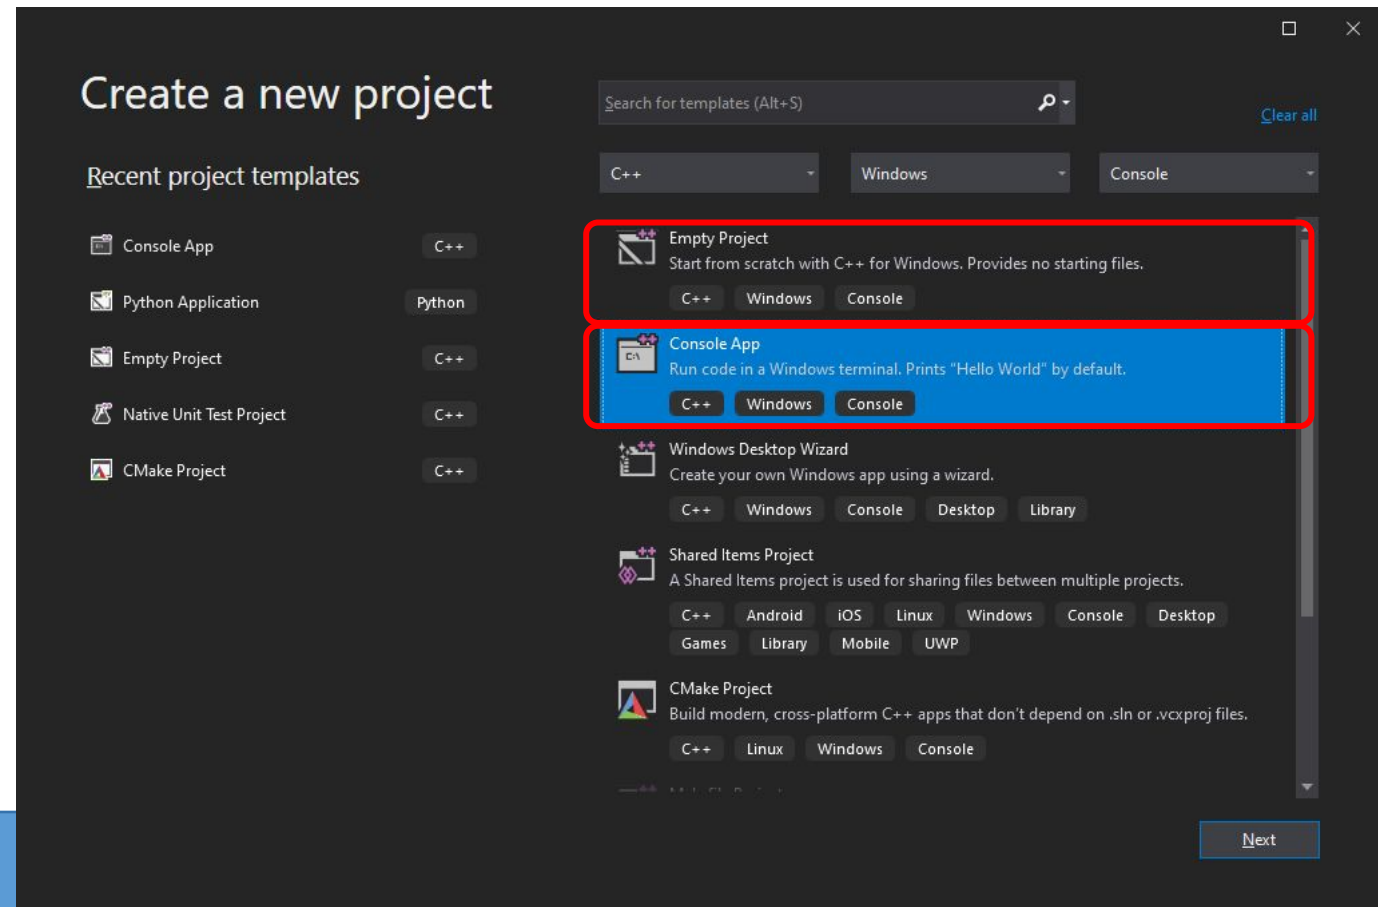 Create a new project
Search for templates (Alt+S)
Clear all
Recent project templates
C++ Windows Console
Console App C++
Python Application Python
Empty Project C++
Native Unit Test Project C++
CMake Project C++
Empty Project
Start from scratch with C++ for Windows. Provides no starting files.
C++ Windows Console
Console App
Run code in a Windows terminal. Prints "Hello World" by default.
C++ Windows Console
Windows Desktop Wizard
Create your own Windows app using a wizard.
C++ Windows Console Desktop Library
Shared Items Project
A Shared Items project is used for sharing files between multiple projects.
C++ Android iOS Linux Windows Console Desktop
Games Library Mobile UWP
CMake Project
Build modern, cross-platform C++ apps that don't depend on .sln or .vcxproj files.
C++ Linux Windows Console
Next